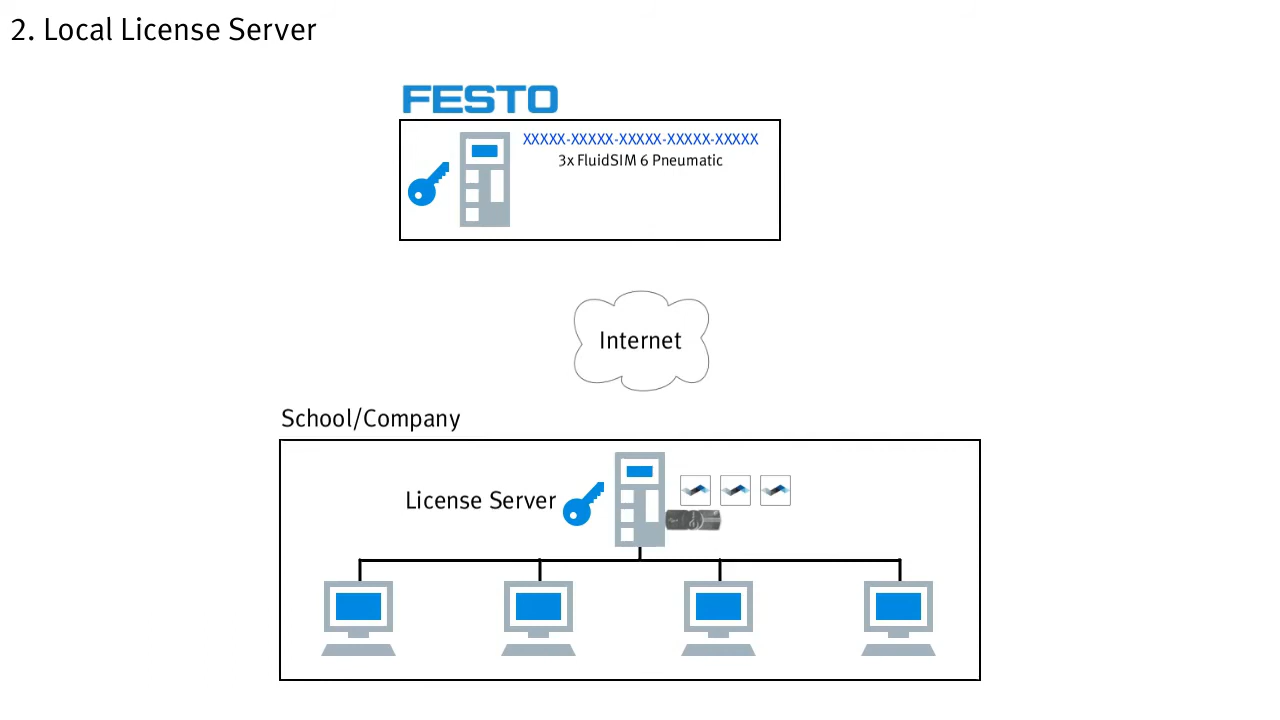 2. Local License Server
FESTO
XXXXX-XXXXX-XXXXX-XXXXX-XXXXX
3x FluidSIM 6 Pneumatic
Internet
School/Company
License Server